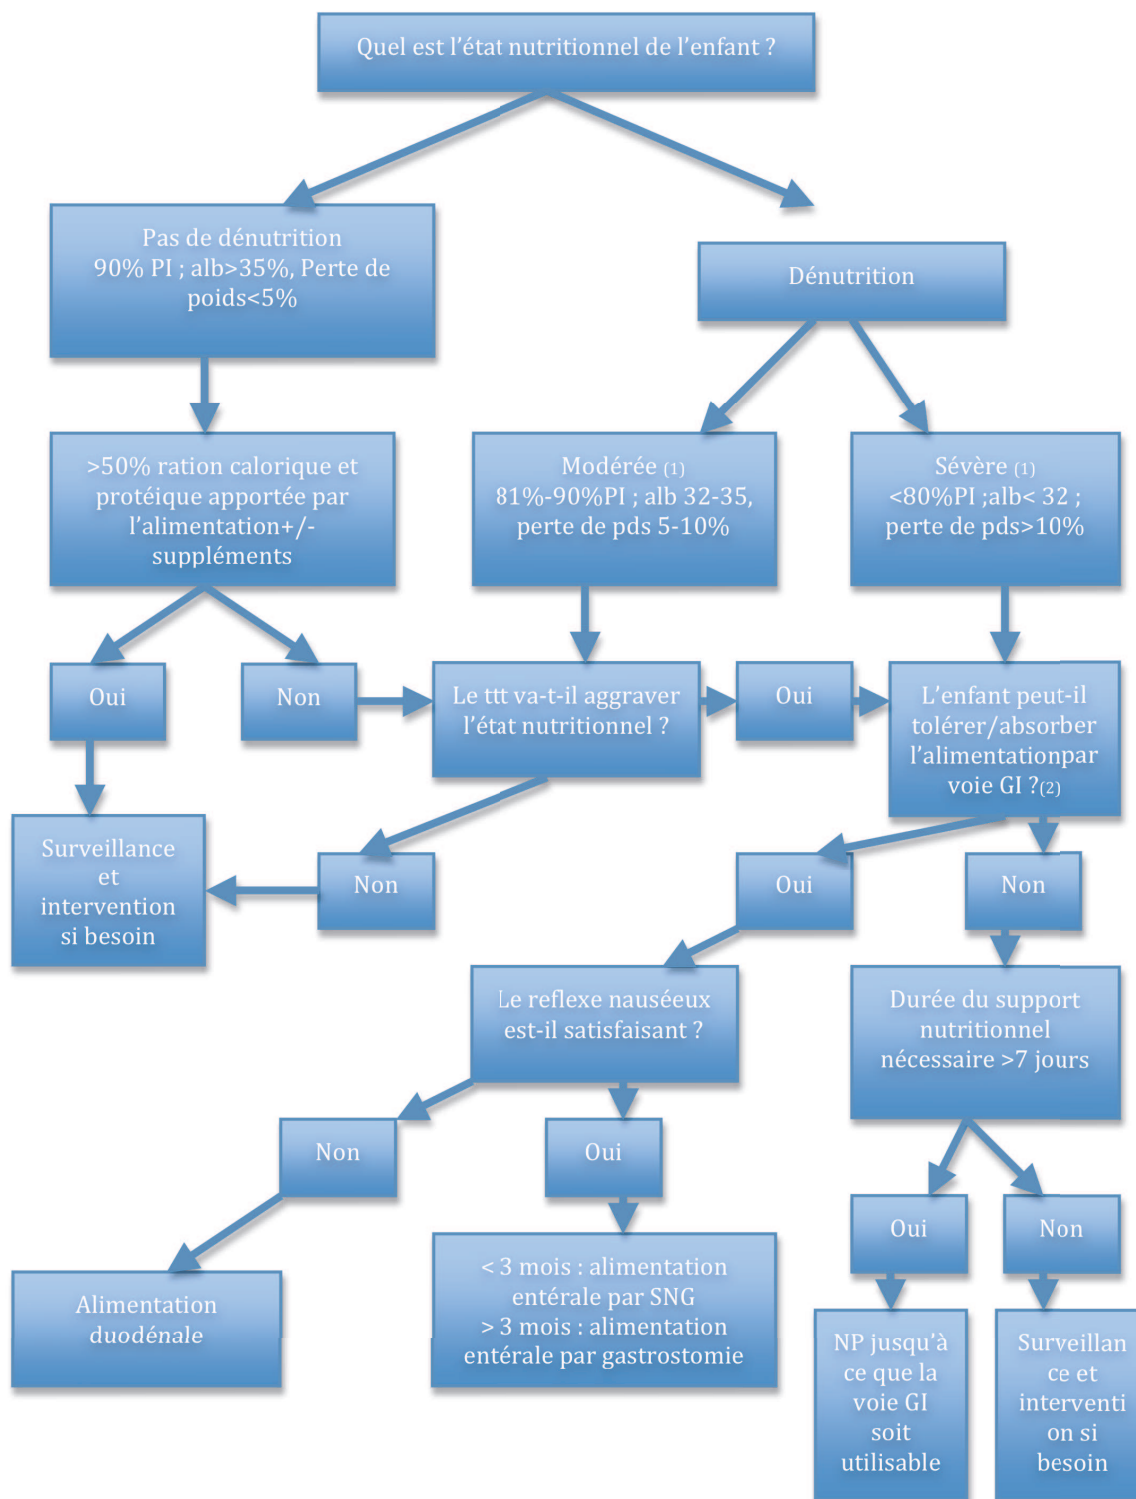 Quel est l’état nutritionnel de l’enfant ?
Pas de dénutrition
90% PI ; alb>35%, Perte de
poids<5%
Dénutrition
>50% ration calorique et
protéique apportée par
l’alimentation+/-
suppléments
Modérée (1)
81%-90%PI ; alb 32-35,
perte de pds 5-10%
Sévère (1)
<80%PI ;alb< 32 ;
perte de pds>10%
Oui
Non
Le ttt va-t-il aggraver
l’état nutritionnel ?
Oui
L’enfant peut-il
tolérer/absorber
l’alimentationpar
voie GI ?(2)
Surveillance
et
intervention
si besoin
Non
Oui
Non
Le reflexe nauséeux
est-il satisfaisant ?
Durée du support
nutritionnel
nécessaire >7 jours
Non
Oui
Oui
Non
Alimentation
duodénale
< 3 mois : alimentation
entérale par SNG
> 3 mois : alimentation
entérale par gastrostomie
NP jusqu’à
ce que la
voie GI
soit
utilisable
Surveillan
ce et
interventi
on si
besoin